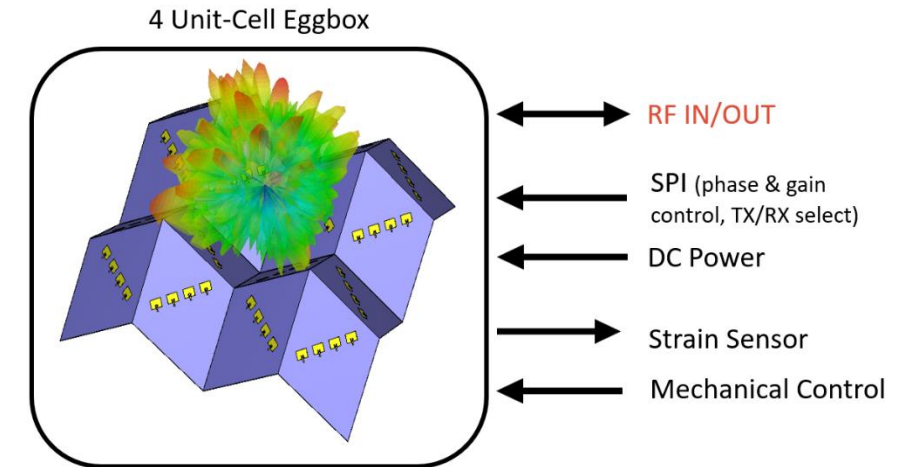 4 Unit-Cell Eggbox
RF IN/OUT
SPI (phase & gain
control, TX/RX select)
DC Power
Strain Sensor
Mechanical Control